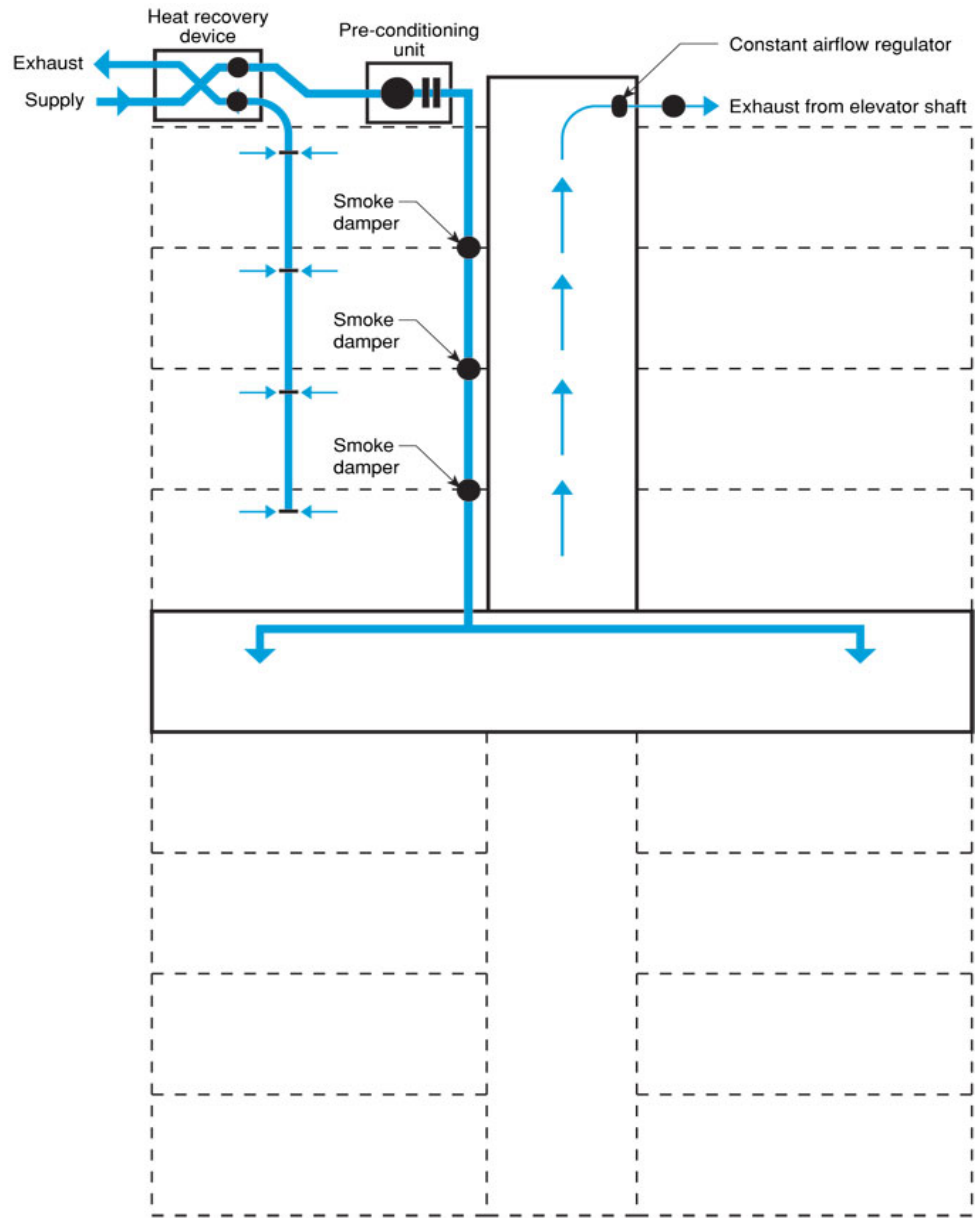 Heat recovery
device
Pre-conditioning
unit
Exhaust
Supply
Constant airflow regulator
Exhaust from elevator shaft
Smoke
damper
Smoke
damper
Smoke
damper